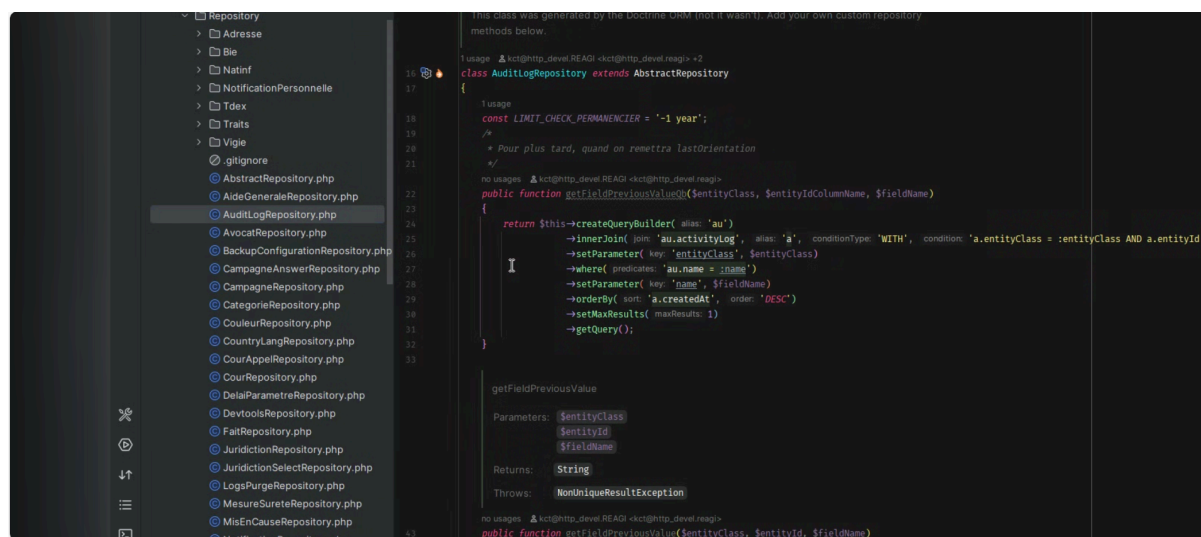 Repository
Adresse
Bie
Natinf
NotificationPersonnelle
Tdex
Traits
Vigie
.gitignore
AbstractRepository.php
AideGeneraleRepository.php
AuditLogRepository.php
AvocatRepository.php
BackupConfigurationRepository.php
CampagneAnswerRepository.php
CampagneRepository.php
CategorieRepository.php
CouleurRepository.php
CountryLangRepository.php
CourAppelRepository.php
CourRepository.php
DelaiParametreRepository.php
DevtoolsRepository.php
FaitRepository.php
JuridictionRepository.php
JuridictionSelectRepository.php
LogsPurgeRepository.php
MesureSureteRepository.php
MisEnCauseRepository.php
This class was generated by the Doctrine ORM (not it wasn't). Add your own custom repository
methods below.
1 usage kct@http_devel.REAGI <kct@http_devel.reagi> +2
16 class AuditLogRepository extends AbstractRepository
17 {
1 usage
18 const LIMIT_CHECK_PERMANENCIER = '-1 year';
19 /*
20 * Pour plus tard, quand on remettra lastOrientation
21 */
no usages kct@http_devel.REAGI <kct@http_devel.reagi>
22 public function getFieldPreviousValueQb($entityClass, $entityIdColumnName, $fieldName)
23 {
24 return $this→createQueryBuilder( alias: 'au')
25 →innerJoin( join: 'au.activityLog', alias: 'a', conditionType: 'WITH', condition: 'a.entityClass = :entityClass AND a.entityId
26 →setParameter( key: 'entityClass', $entityClass)
27 →where( predicates: 'au.name = :name')
28 →setParameter( key: 'name', $fieldName)
29 →orderBy( sort: 'a.createdAt', order: 'DESC')
30 →setMaxResults( maxResults: 1)
31 →getQuery();
32 }
33
getFieldPreviousValue
Parameters: $entityClass
$entityId
$fieldName
Returns: String
Throws: NonUniqueResultException
no usages kct@http_devel.REAGI <kct@http_devel.reagi>
43 public function getFieldPreviousValue($entityClass, $entityId, $fieldName)